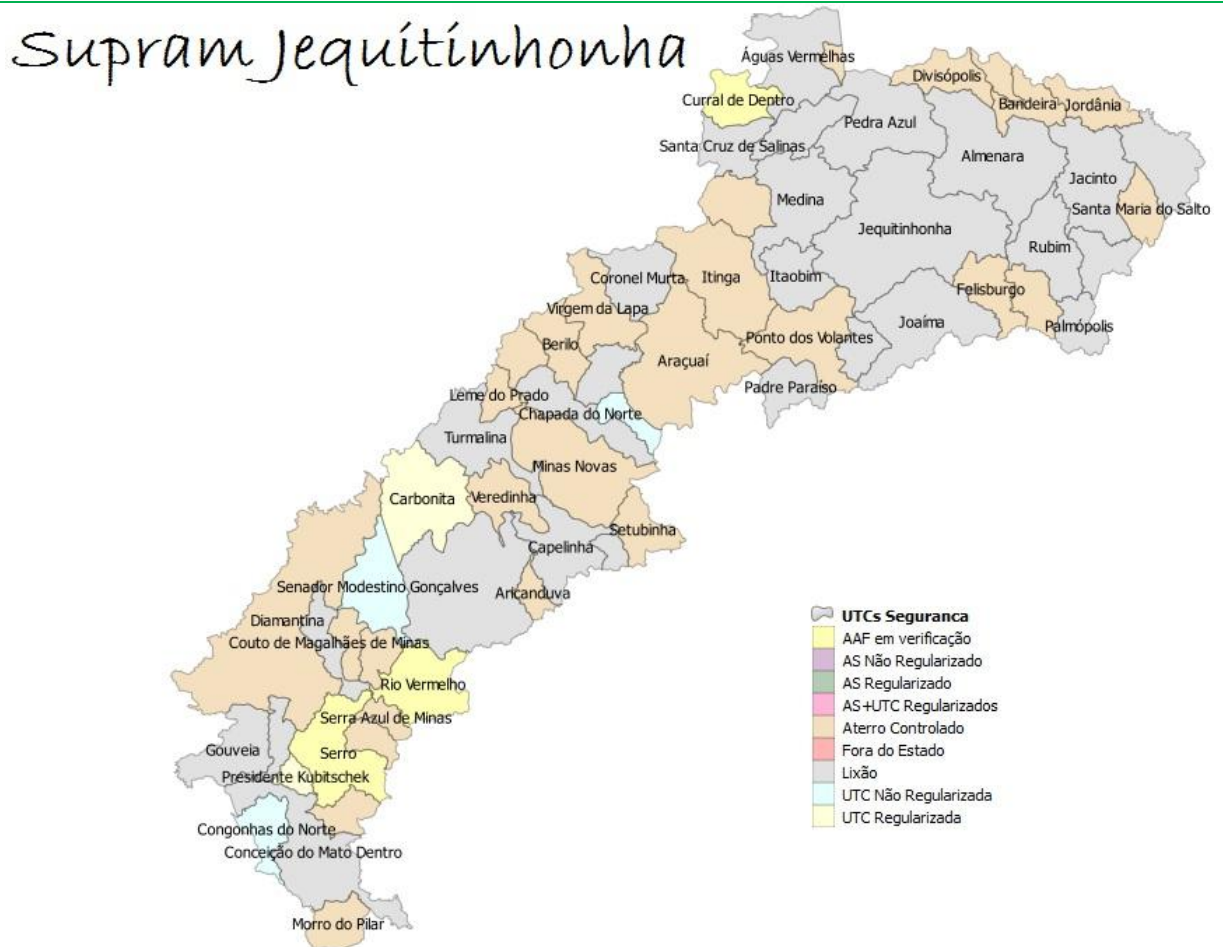 Supram Jequitinhonha
Águas Vermelhas
Divisópolis
Curral de Dentro
Bandeira
Jordânia
Pedra Azul
Santa Cruz de Salinas
Almenara
Jacinto
Medina
Santa Maria do Salto
Jequitinhonha
Rubim
Coronel Murta
Itinga
Itaobim
Felisburgo
Virgem da Lapa
Joaíma
Palmópolis
Ponto dos Volantes
Berilo
Araçuaí
Padre Paraíso
Leme do Prado
Chapada do Norte
Turmalina
Minas Novas
Carbonita
Veredinha
Setubinha
Capelinha
Senador Modestino Gonçalves
Aricanduva
Diamantina
Couto de Magalhães de Minas
Rio Vermelho
Serra Azul de Minas
Gouveia
Serro
Presidente Kubitschek
Congonhas do Norte
Conceição do Mato Dentro
Morro do Pilar
UTCs Seguranca
AAF em verificação
AS Não Regularizado
AS Regularizado
AS+UTC Regularizados
Aterro Controlado
Fora do Estado
Lixão
UTC Não Regularizada
UTC Regularizada